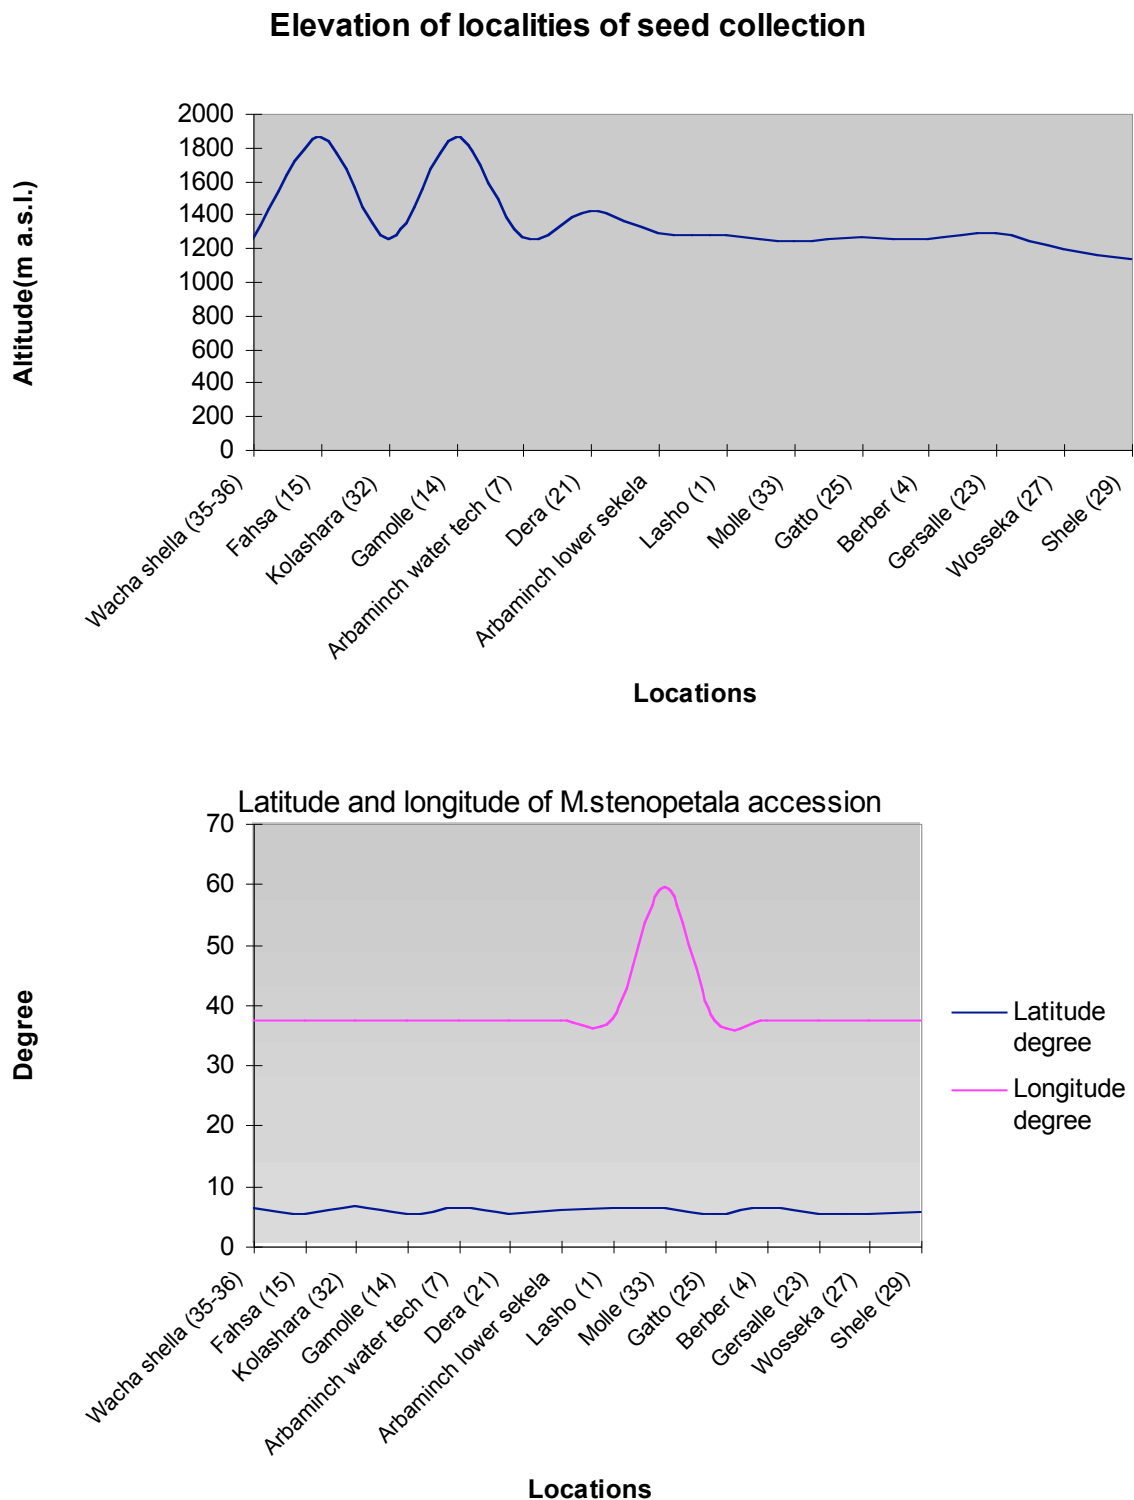 Elevation of localities of seed collection
Altitude(m a.s.l.)
2000
1800
1600
1400
1200
1000
800
600
400
200
0
Wacha shella (35-36)
Fahsa (15)
Kolashara (32)
Gamolle (14)
Arbaminch water tech (7)
Dera (21)
Arbaminch lower sekela
Lasho (1)
Molle (33)
Gatto (25)
Berber (4)
Gersalle (23)
Wosseka (27)
Shele (29)
Locations
Latitude and longitude of M.stenopetala accession
Degree
70
60
50
40
30
20
10
0
Wacha shella (35-36)
Fahsa (15)
Kolashara (32)
Gamolle (14)
Arbaminch water tech (7)
Dera (21)
Arbaminch lower sekela
Lasho (1)
Molle (33)
Gatto (25)
Berber (4)
Gersalle (23)
Wosseka (27)
Shele (29)
Locations
Latitude
degree
Longitude
degree